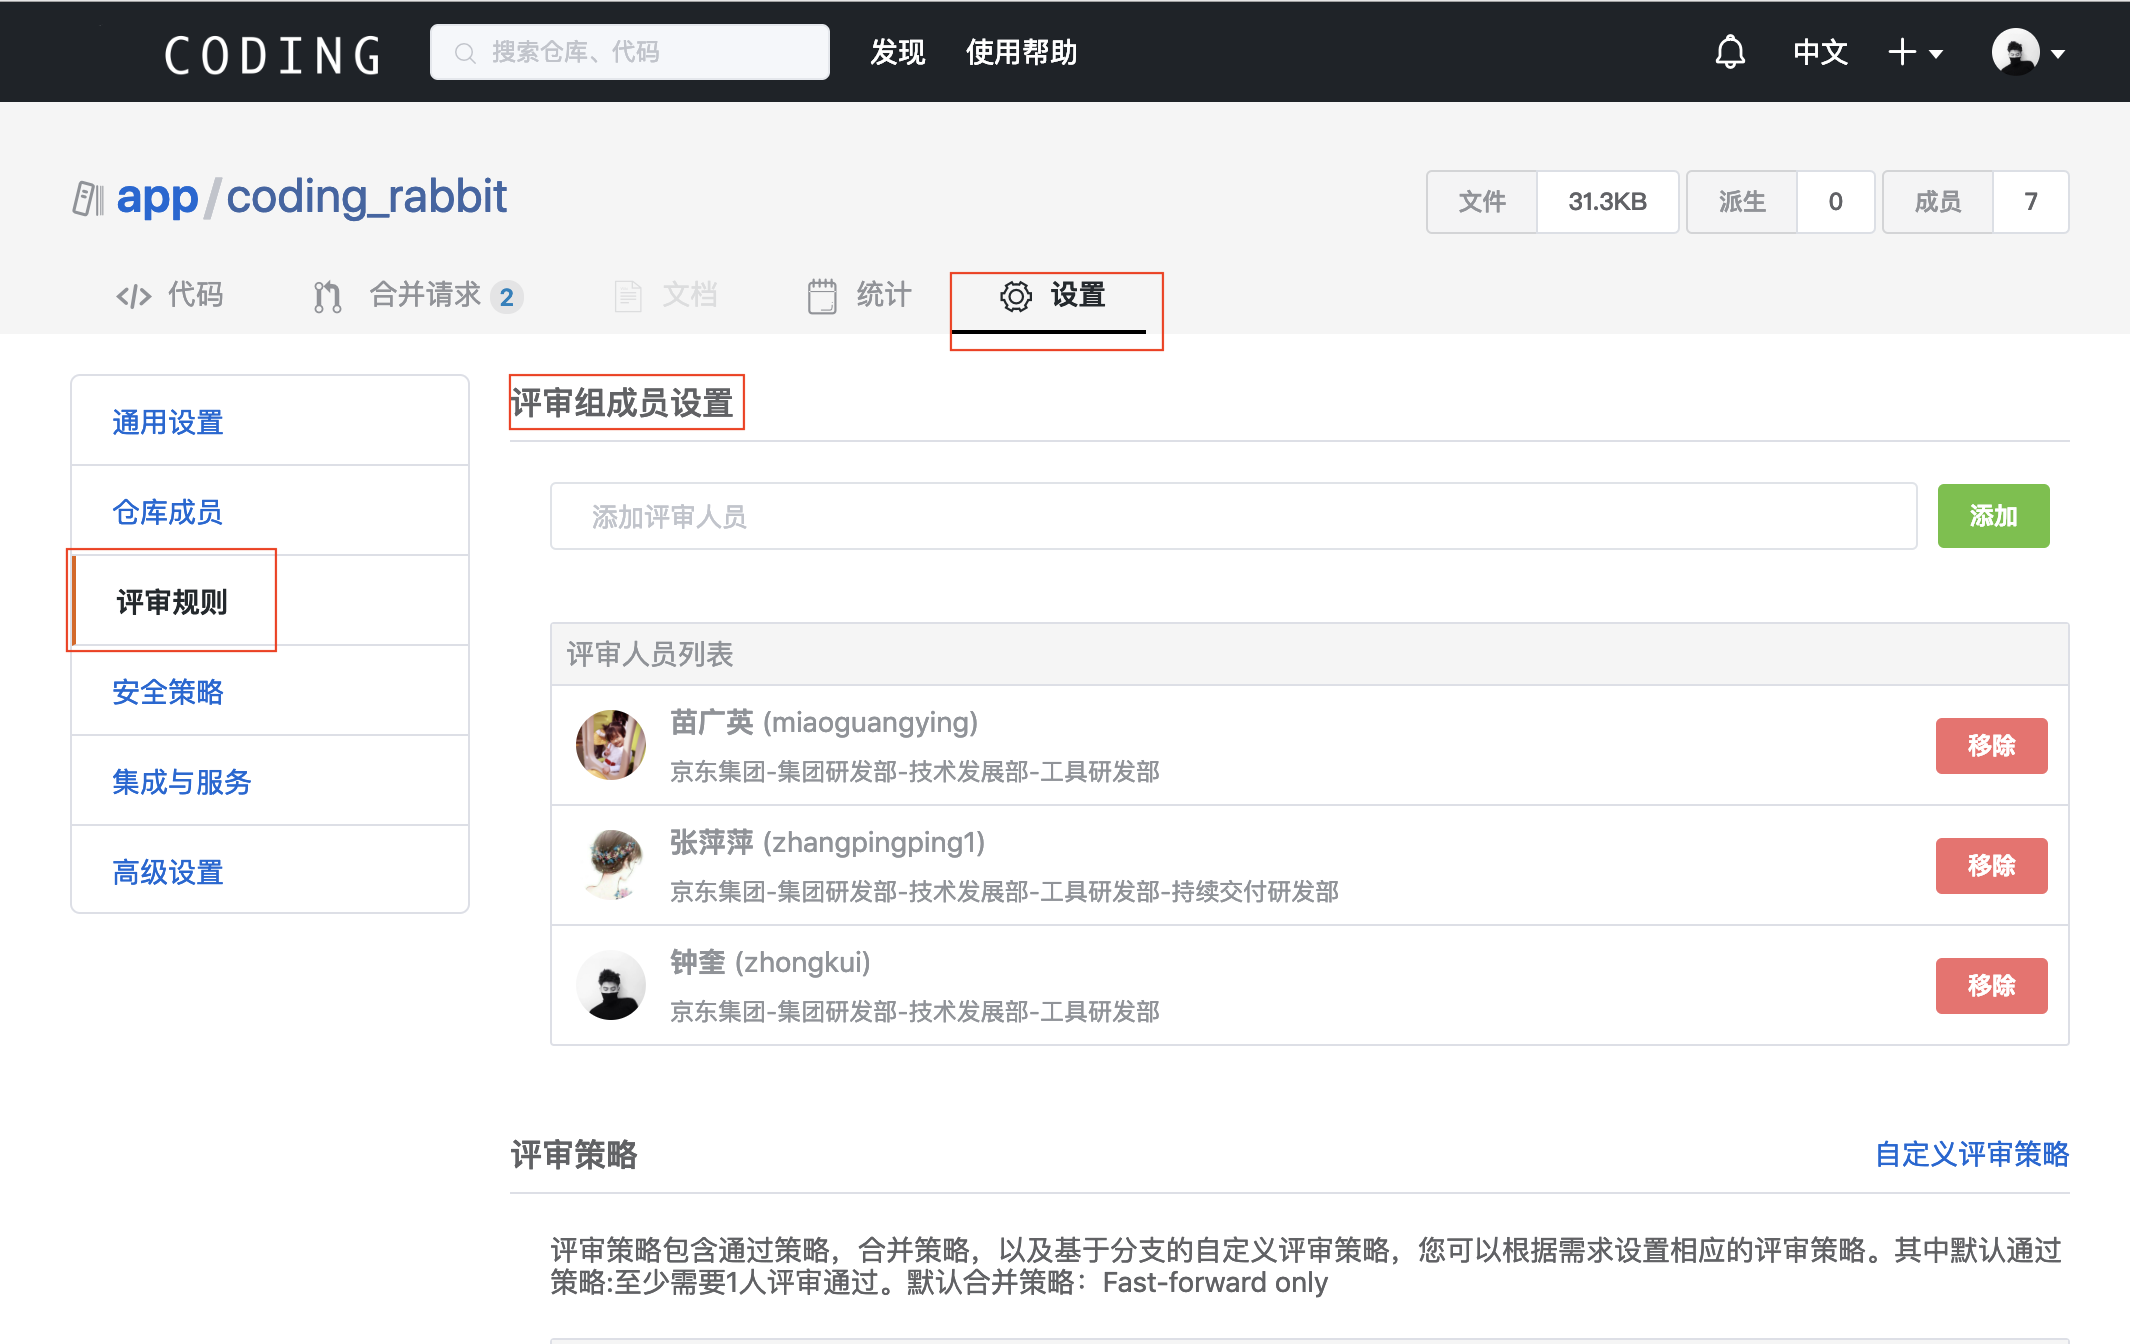 CODING
搜索仓库、代码
发现
使用帮助
中文
app/coding_rabbit
文件 31.3KB
派生 0
成员 7
代码
合并请求 2
文档
统计
设置
通用设置
仓库成员
评审规则
安全策略
集成与服务
高级设置
评审组成员设置
添加评审人员
添加
评审人员列表
苗广英 (miaoguangying)
京东集团-集团研发部-技术发展部-工具研发部
移除
张萍萍 (zhangpingping1)
京东集团-集团研发部-技术发展部-工具研发部-持续交付研发部
移除
钟奎 (zhongkui)
京东集团-集团研发部-技术发展部-工具研发部
移除
评审策略
自定义评审策略
评审策略包含通过策略，合并策略，以及基于分支的自定义评审策略，您可以根据需求设置相应的评审策略。其中默认通过
策略:至少需要1人评审通过。默认合并策略：Fast-forward only